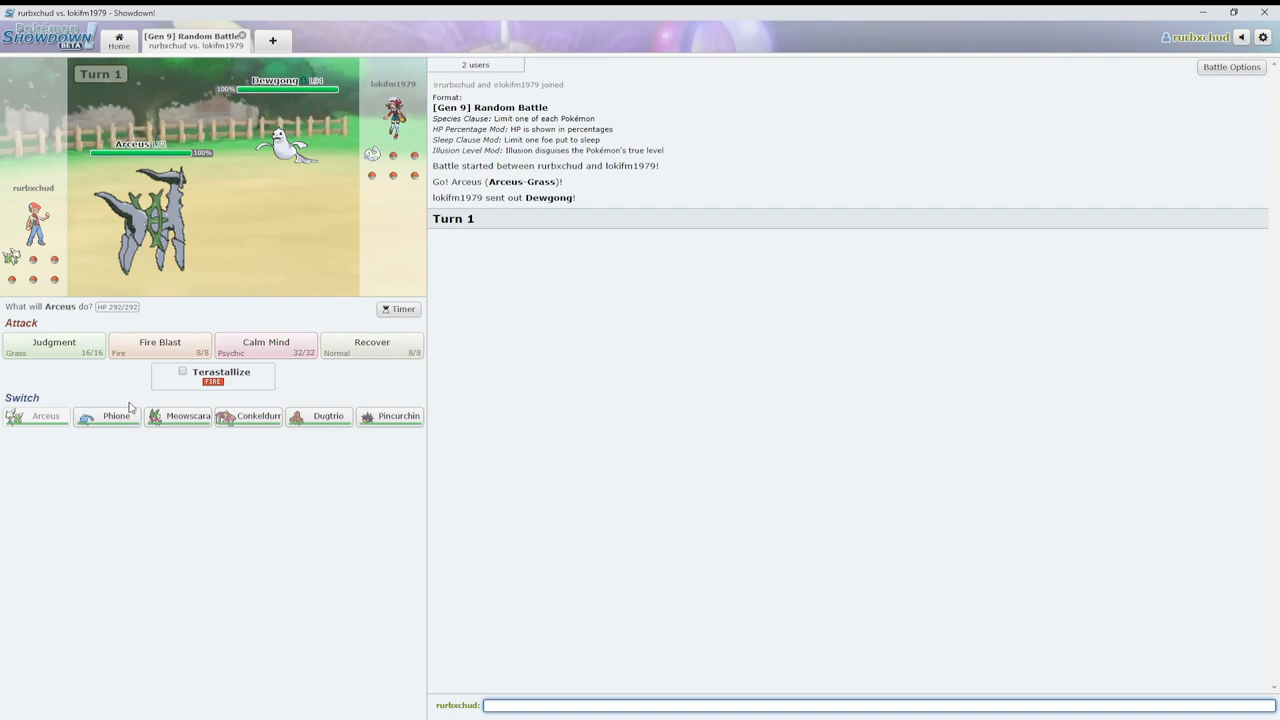 rurbxchud vs. lokifm1979 - Showdown!
Pokémon
SHOWDOWN!
BETA
Home
[Gen 9] Random Battle
rurbxchud vs. lokifm1979
+
rurbxchud
Turn 1
Dewgong L94
100%
lokifm1979
Arceus
100%
rurbxchud
2 users
Battle Options
☆rurbxchud and ☆lokifm1979 joined
Format:
[Gen 9] Random Battle
Species Clause: Limit one of each Pokémon
HP Percentage Mod: HP is shown in percentages
Sleep Clause Mod: Limit one foe put to sleep
Illusion Level Mod: Illusion disguises the Pokémon's true level
Battle started between rurbxchud and lokifm1979!
Go! Arceus (Arceus-Grass)!
lokifm1979 sent out Dewgong!
Turn 1
What will Arceus do? HP 292/292
Timer
Attack
Judgment
Grass 16/16
Fire Blast
Fire 8/8
Calm Mind
Psychic 32/32
Recover
Normal 8/8
Terastallize
FIRE
Switch
Arceus
Phione
Meowscara
Conkeldurr
Dugtrio
Pincurchin
rurbxchud: